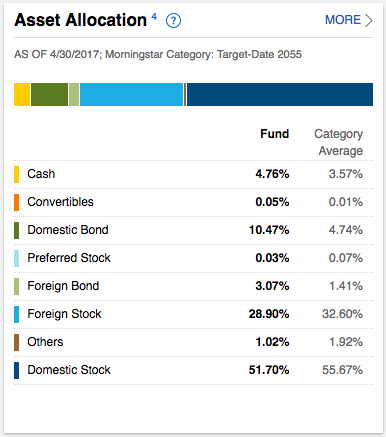 Asset Allocation 4 ? MORE >
AS OF 4/30/2017; Morningstar Category: Target-Date 2055
Fund Category Average
Cash 4.76% 3.57%
Convertibles 0.05% 0.01%
Domestic Bond 10.47% 4.74%
Preferred Stock 0.03% 0.07%
Foreign Bond 3.07% 1.41%
Foreign Stock 28.90% 32.60%
Others 1.02% 1.92%
Domestic Stock 51.70% 55.67%